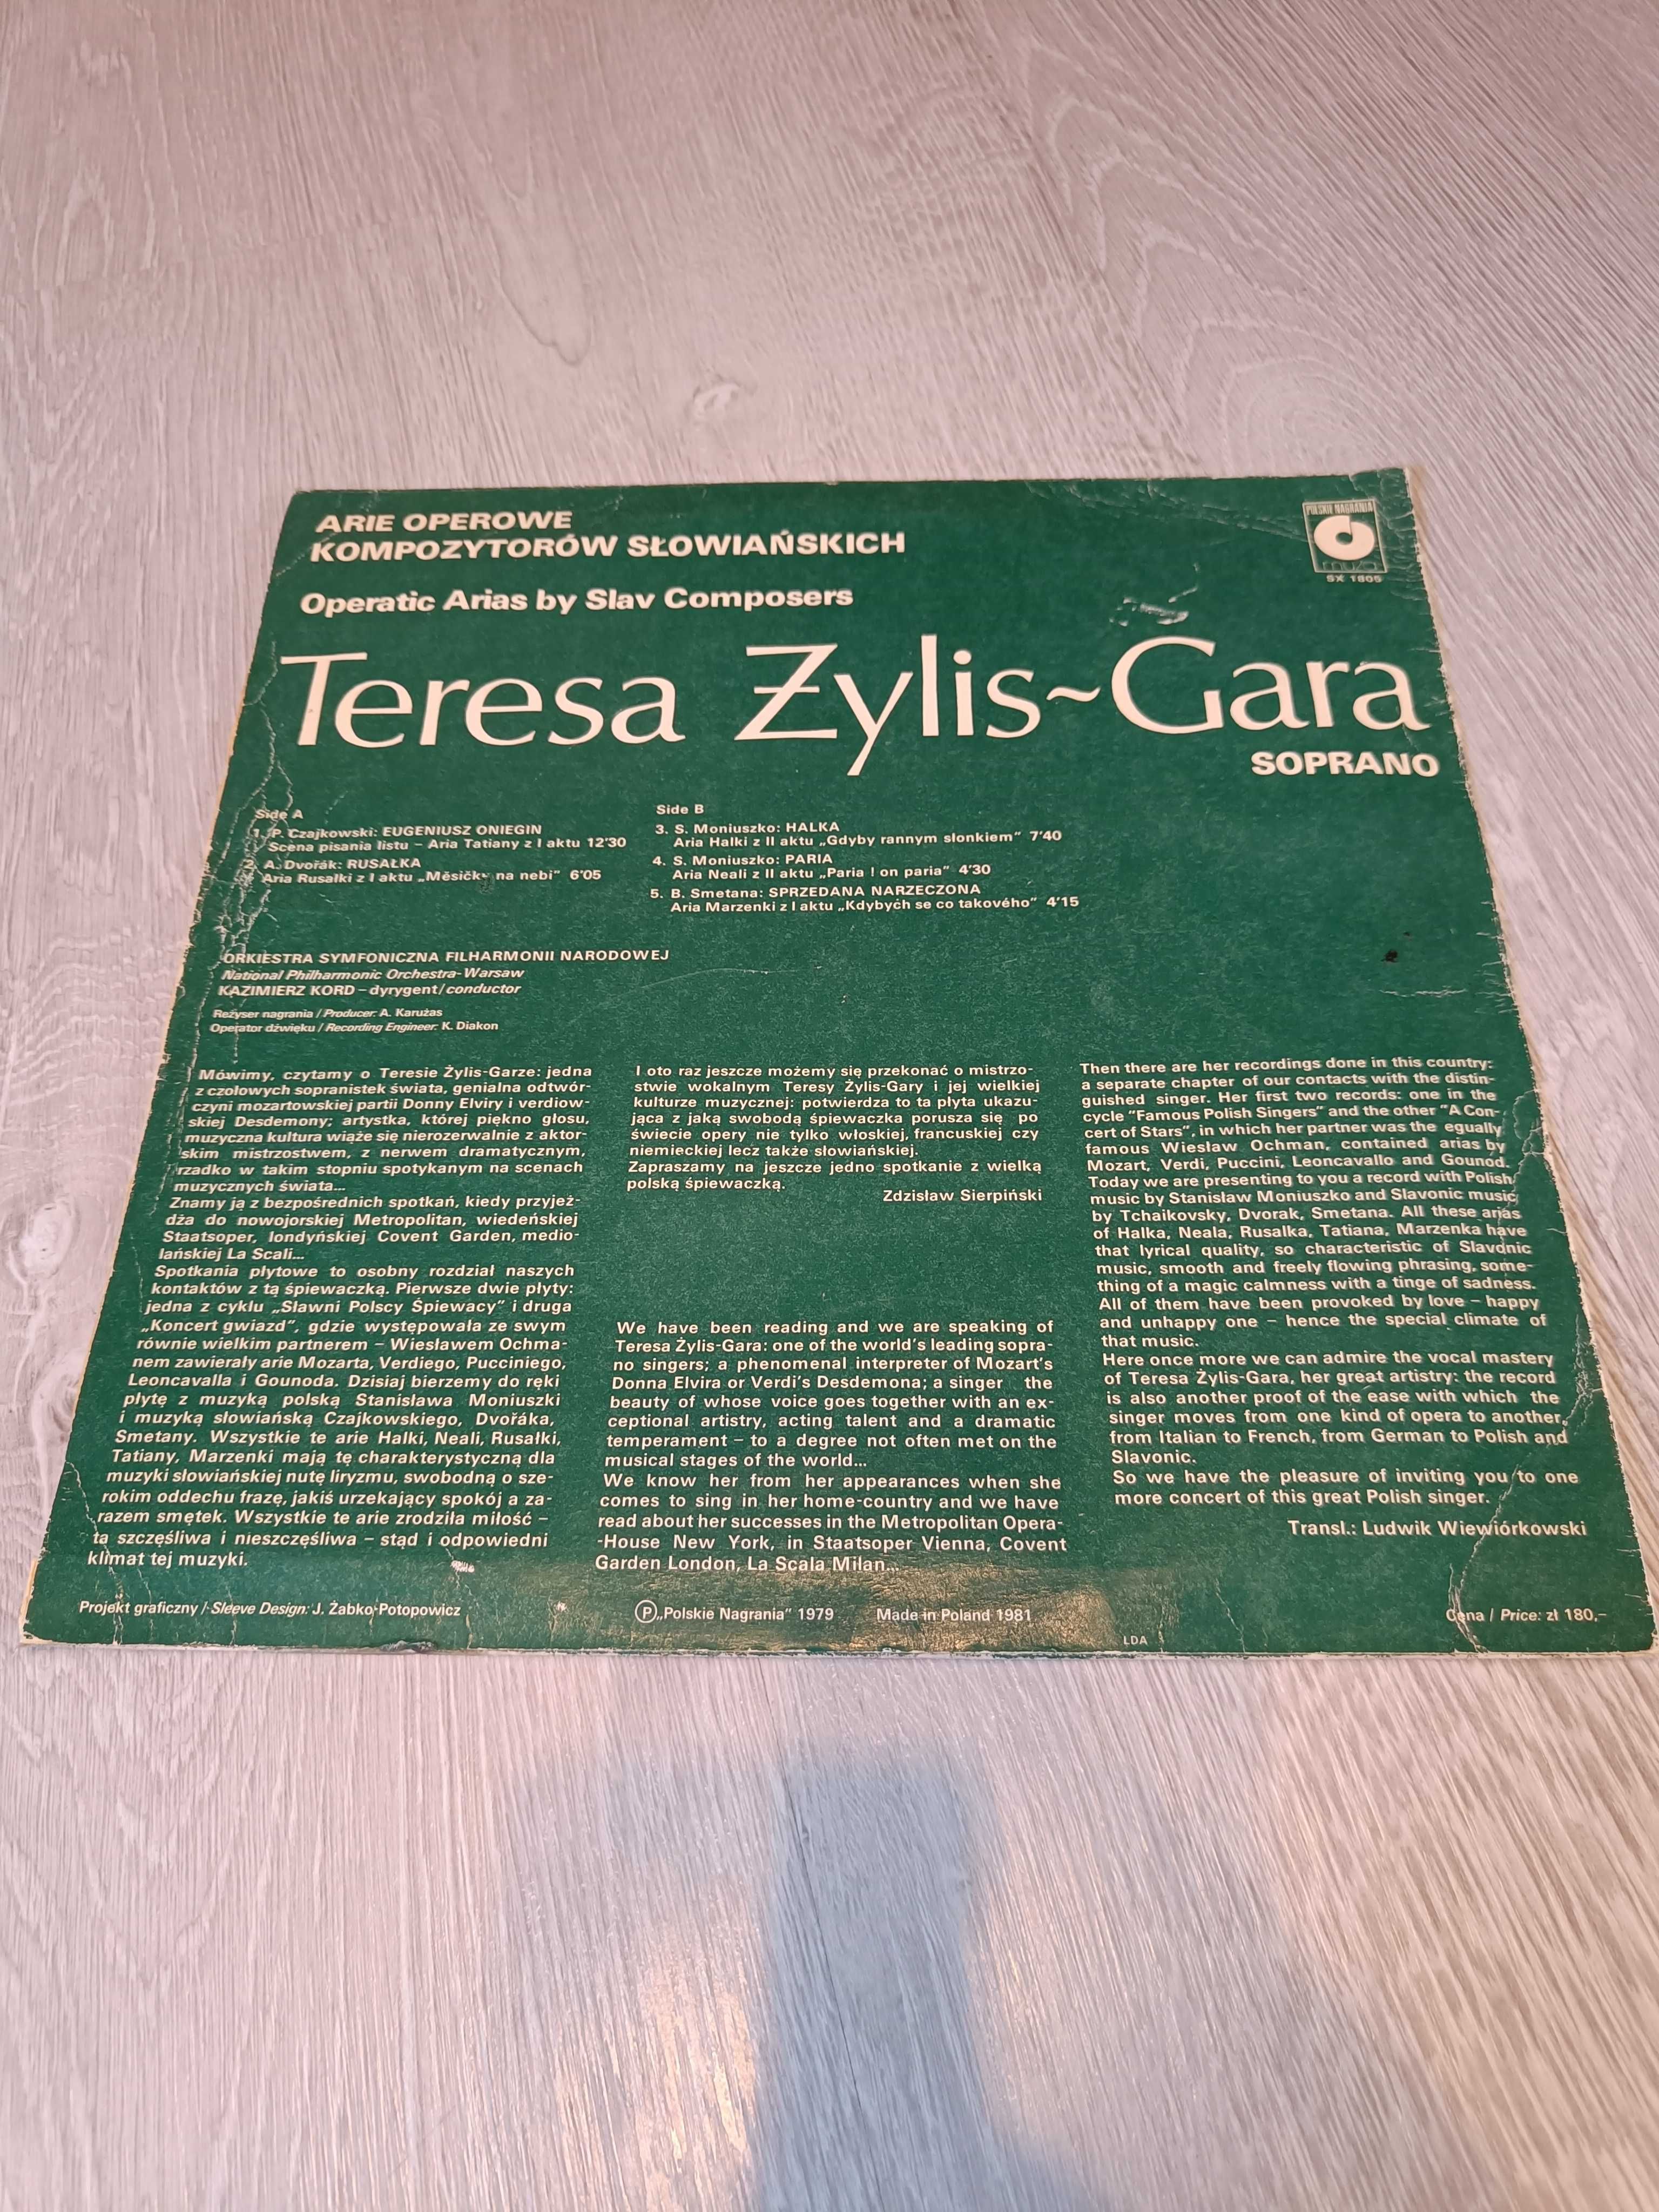 ARIE OPEROWE
KOMPOZYTORÓW SŁOWIAŃSKICH
Operatic Arias by Slav Composers
POLSKIE NAGRANIA
muza
SX 1805
Teresa Żylis~Gara
SOPRANO
Side A
1. P. Czajkowski: EUGENIUSZ ONIEGIN
Scena pisania listu – Aria Tatiany z I aktu 12'30
2. A. Dvořák: RUSAŁKA
Aria Rusałki z I aktu „Měsíčku na nebi" 6'05
Side B
3. S. Moniuszko: HALKA
Aria Halki z II aktu „Gdyby rannym słonkiem" 7'40
4. S. Moniuszko: PARIA
Aria Neali z II aktu „Paria ! on paria" 4'30
5. B. Smetana: SPRZEDANA NARZECZONA
Aria Marzenki z I aktu „Kdybych se co takového" 4'15
ORKIESTRA SYMFONICZNA FILHARMONII NARODOWEJ
National Philharmonic Orchestra-Warsaw
KAZIMIERZ KORD – dyrygent/conductor
Reżyser nagrania / Producer: A. Karużas
Operator dźwięku / Recording Engineer: K. Diakon
Mówimy, czytamy o Teresie Żylis-Garze: jedna
z czołowych sopranistek świata, genialna odtwór-
czyni mozartowskiej partii Donny Elviry i verdiow-
skiej Desdemony; artystka, której piękno głosu,
muzyczna kultura wiąże się nierozerwalnie z aktor-
skim mistrzostwem, z nerwem dramatycznym,
rzadko w takim stopniu spotykanym na scenach
muzycznych świata...
Znamy ją z bezpośrednich spotkań, kiedy przyjeż-
dża do nowojorskiej Metropolitan, wiedeńskiej
Staatsoper, londyńskiej Covent Garden, medio-
lańskiej La Scali...
Spotkania płytowe to osobny rozdział naszych
kontaktów z tą śpiewaczką. Pierwsze dwie płyty:
jedna z cyklu „Sławni Polscy Śpiewacy" i druga
„Koncert gwiazd", gdzie występowała ze swym
równie wielkim partnerem – Wiesławem Ochma-
nem zawierały arie Mozarta, Verdiego, Pucciniego,
Leoncavalla i Gounoda. Dzisiaj bierzemy do ręki
płytę z muzyką polską Stanisława Moniuszki
i muzyką słowiańską Czajkowskiego, Dvořáka,
Smetany. Wszystkie te arie Halki, Neali, Rusałki,
Tatiany, Marzenki mają tę charakterystyczną dla
muzyki słowiańskiej nutę liryzmu, swobodną o sze-
rokim oddechu frazę, jakiś urzekający spokój a za-
razem smętek. Wszystkie te arie zrodziła miłość –
ta szczęśliwa i nieszczęśliwa – stąd i odpowiedni
klimat tej muzyki.
I oto raz jeszcze możemy się przekonać o mistrzo-
stwie wokalnym Teresy Żylis-Gary i jej wielkiej
kulturze muzycznej: potwierdza to ta płyta ukazu-
jąca z jaką swobodą śpiewaczka porusza się po
świecie opery nie tylko włoskiej, francuskiej czy
niemieckiej lecz także słowiańskiej.
Zapraszamy na jeszcze jedno spotkanie z wielką
polską śpiewaczką.
Zdzisław Sierpiński
We have been reading and we are speaking of
Teresa Żylis-Gara: one of the world's leading sopra-
no singers; a phenomenal interpreter of Mozart's
Donna Elvira or Verdi's Desdemona; a singer the
beauty of whose voice goes together with an ex-
ceptional artistry, acting talent and a dramatic
temperament – to a degree not often met on the
musical stages of the world...
We know her from her appearances when she
comes to sing in her home-country and we have
read about her successes in the Metropolitan Opera-
-House New York, in Staatsoper Vienna, Covent
Garden London, La Scala Milan...
Then there are her recordings done in this country:
a separate chapter of our contacts with the distin-
guished singer. Her first two records: one in the
cycle "Famous Polish Singers" and the other "A Con-
cert of Stars", in which her partner was the egually
famous Wiesław Ochman, contained arias by
Mozart, Verdi, Puccini, Leoncavallo and Gounod.
Today we are presenting to you a record with Polish
music by Stanisław Moniuszko and Slavonic music
by Tchaikovsky, Dvorak, Smetana. All these arias
of Halka, Neala, Rusalka, Tatiana, Marzenka have
that lyrical quality, so characteristic of Slavonic
music, smooth and freely flowing phrasing, some-
thing of a magic calmness with a tinge of sadness.
All of them have been provoked by love – happy
and unhappy one – hence the special climate of
that music.
Here once more we can admire the vocal mastery
of Teresa Żylis-Gara, her great artistry: the record
is also another proof of the ease with which the
singer moves from one kind of opera to another,
from Italian to French, from German to Polish and
Slavonic.
So we have the pleasure of inviting you to one
more concert of this great Polish singer.
Transl.: Ludwik Wiewiórkowski
Projekt graficzny / Sleeve Design: J. Żabko-Potopowicz
Ⓟ „Polskie Nagrania" 1979 Made in Poland 1981
LDA
Cena / Price: zł 180,–